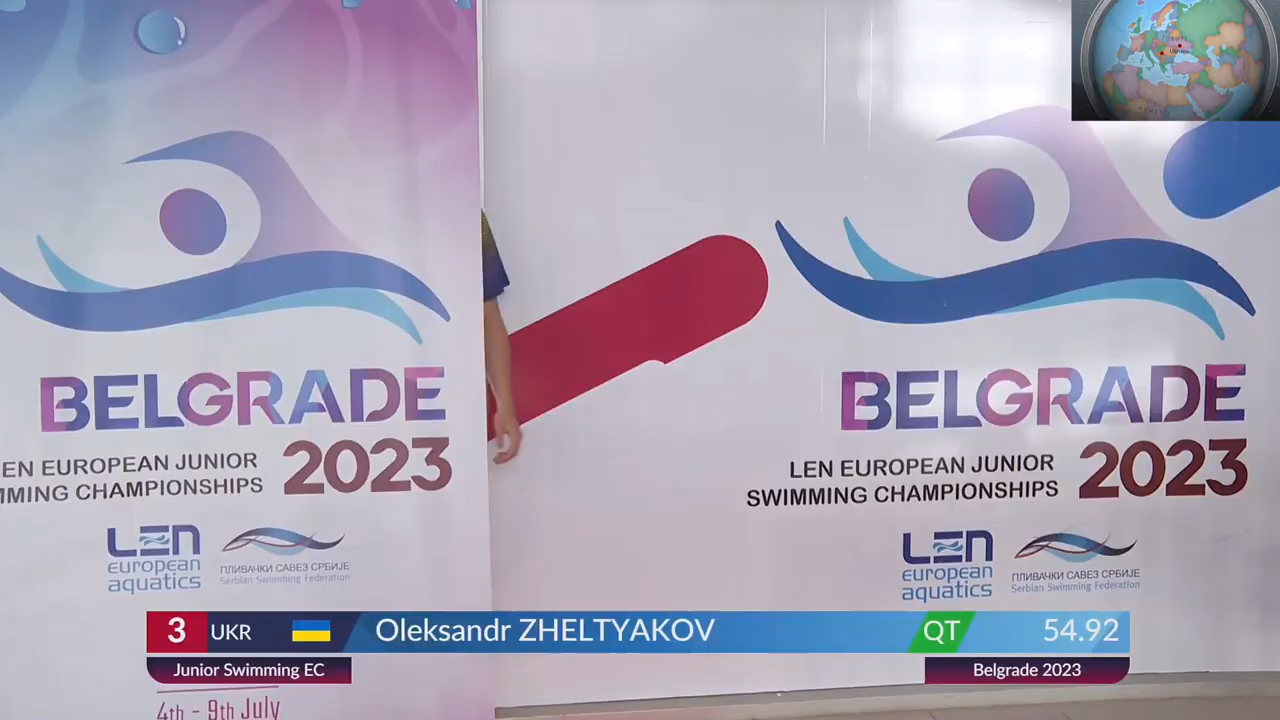 BELGRADE
EN EUROPEAN JUNIOR
MMING CHAMPIONSHIPS
2023
LEN
european
aquatics
ПЛИВАЧКИ САВЕЗ СРБИЈЕ
Serbian Swimming Federation
4th - 9th July
BELGRADE
LEN EUROPEAN JUNIOR
SWIMMING CHAMPIONSHIPS
2023
LEN
european
aquatics
ПЛИВАЧКИ САВЕЗ СРБИЈЕ
Serbian Swimming Federation
3 UKR Oleksandr ZHELTYAKOV QT 54.92
Junior Swimming EC
Belgrade 2023